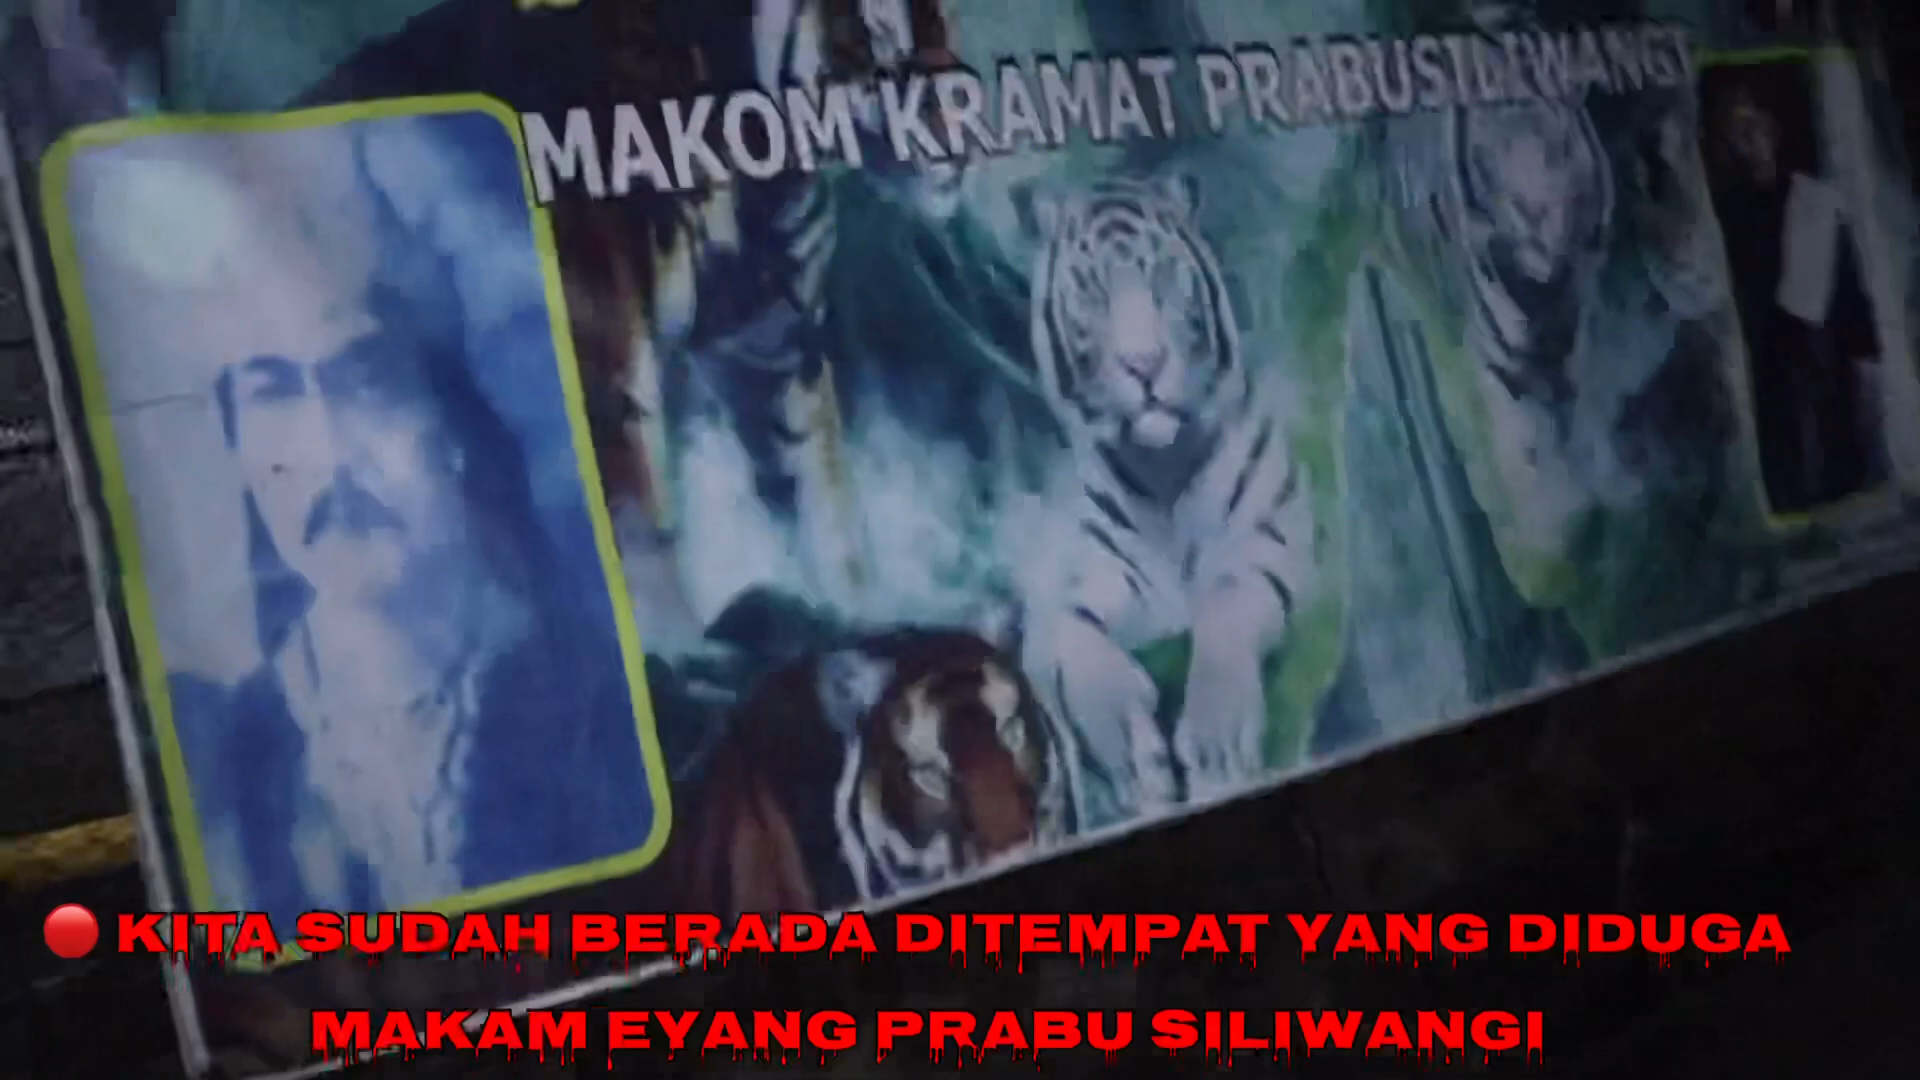 MAKOM KRAMAT PRABUSILIWANGI
KITA SUDAH BERADA DITEMPAT YANG DIDUGA
MAKAM EYANG PRABU SILIWANGI